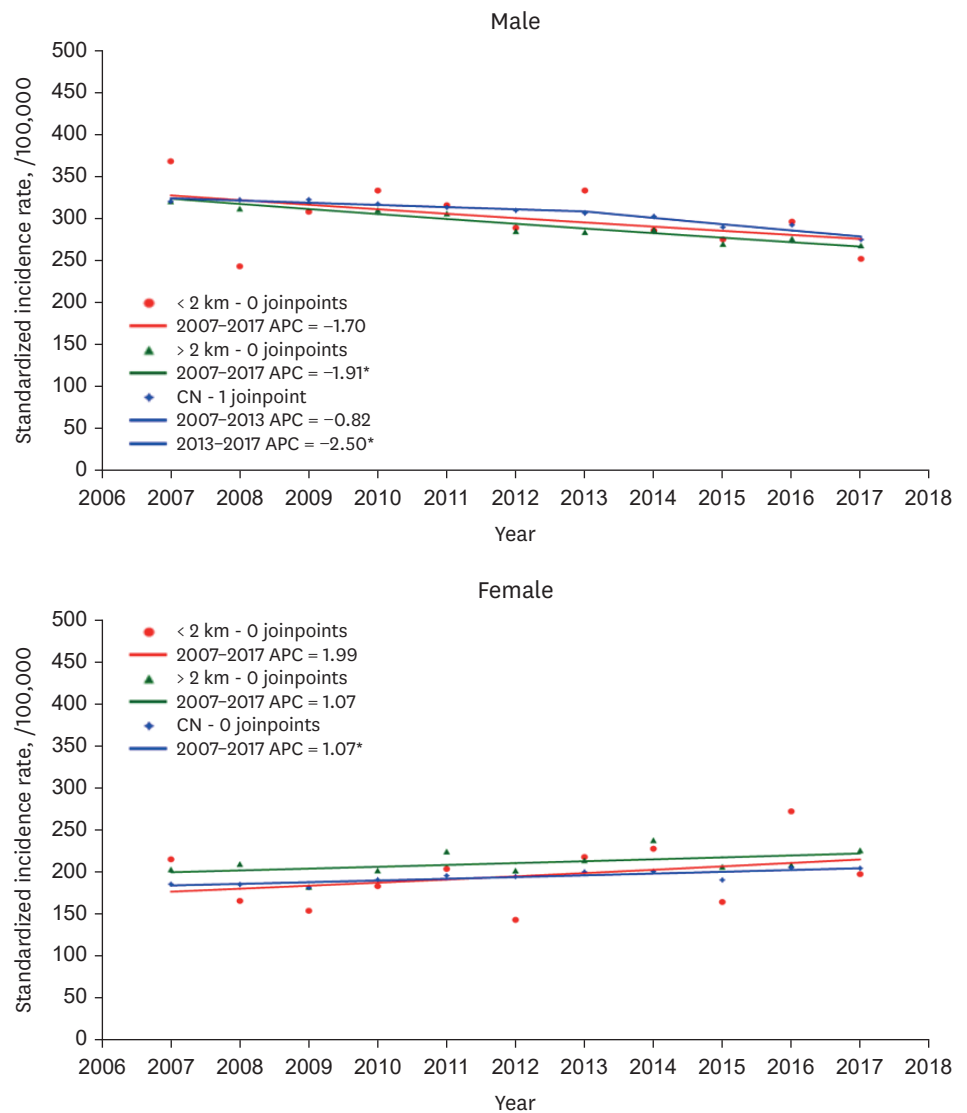 Male
Standardized incidence rate, /100,000
500
450
400
350
300
250
200
150
100
50
0
< 2 km - 0 joinpoints
2007–2017 APC = −1.70
> 2 km - 0 joinpoints
2007–2017 APC = −1.91*
CN - 1 joinpoint
2007–2013 APC = −0.82
2013–2017 APC = −2.50*
2006 2007 2008 2009 2010 2011 2012 2013 2014 2015 2016 2017 2018
Year
Female
Standardized incidence rate, /100,000
500
450
400
350
300
250
200
150
100
50
0
< 2 km - 0 joinpoints
2007–2017 APC = 1.99
> 2 km - 0 joinpoints
2007–2017 APC = 1.07
CN - 0 joinpoints
2007–2017 APC = 1.07*
2006 2007 2008 2009 2010 2011 2012 2013 2014 2015 2016 2017 2018
Year